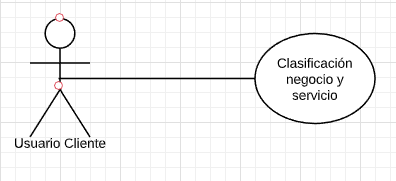 Clasificación
negocio y
servicio
Usuario Cliente